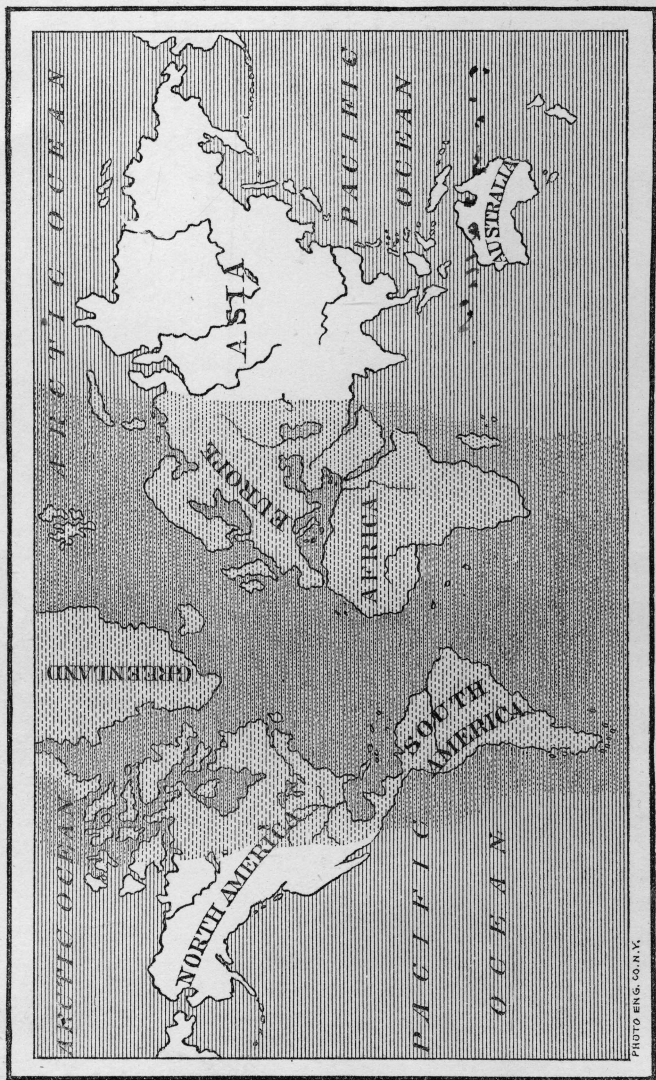 ARCTIC OCEAN
ARCTIC OCEAN
GREENLAND
NORTH AMERICA
EUROPE
ASIA
AFRICA
SOUTH
AMERICA
PACIFIC
OCEAN
PACIFIC
OCEAN
AUSTRALIA
PHOTO ENG. CO. N.Y.